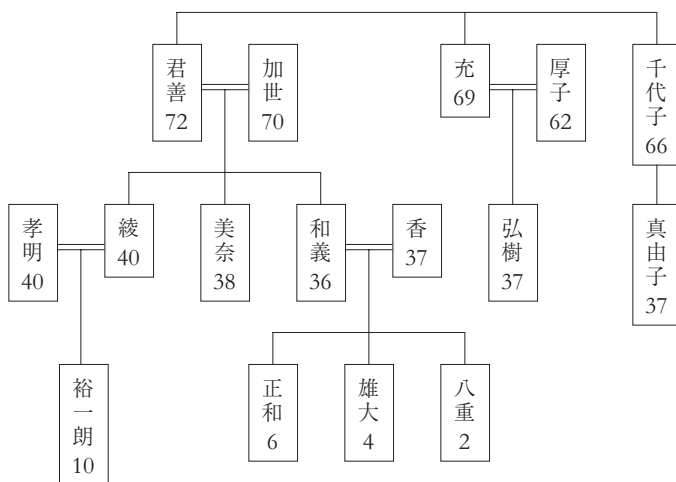 君善
72
加世
70
充
69
厚子
62
千代子
66
孝明
40
綾
40
美奈
38
和義
36
香
37
弘樹
37
真由子
37
裕一朗
10
正和
6
雄大
4
八重
2